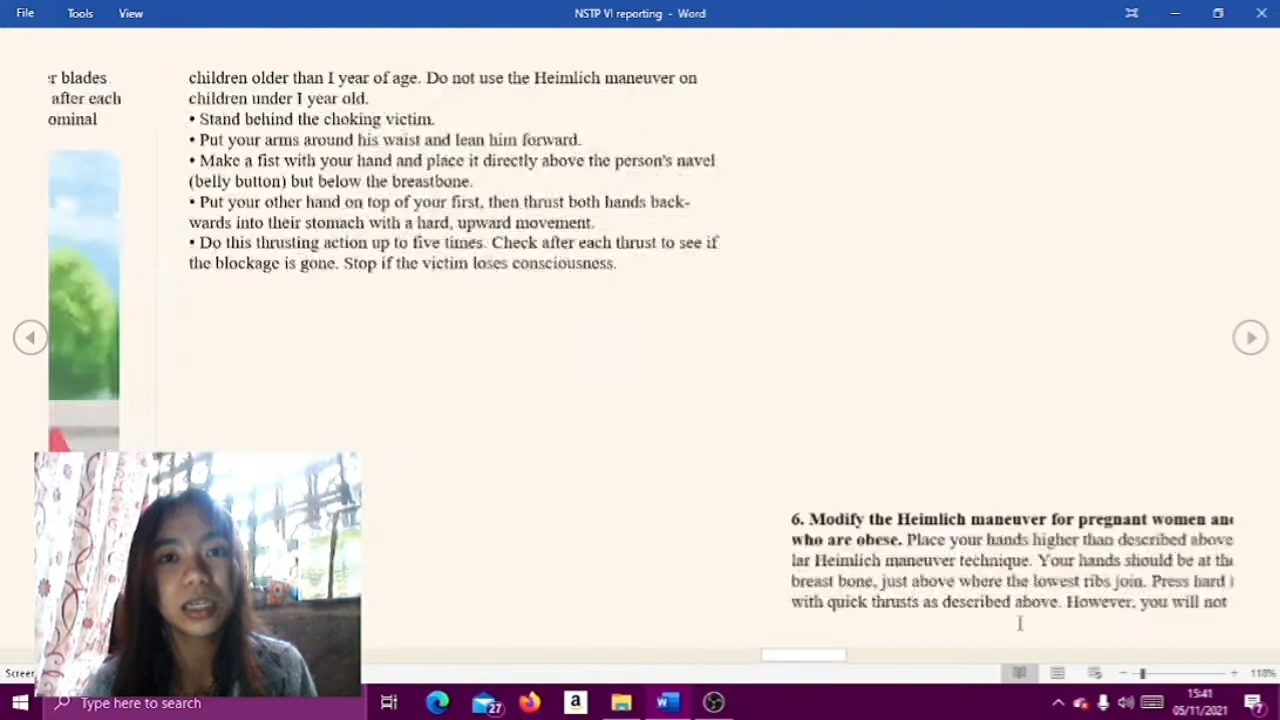 File Tools View NSTP VI reporting - Word
blades
after each
children older than I year of age. Do not use the Heimlich maneuver on
children under I year old.
• Stand behind the choking victim.
• Put your arms around his waist and lean him forward.
• Make a fist with your hand and place it directly above the person's navel
(belly button) but below the breastbone.
• Put your other hand on top of your first, then thrust both hands back-
wards into their stomach with a hard, upward movement.
• Do this thrusting action up to five times. Check after each thrust to see if
the blockage is gone. Stop if the victim loses consciousness.
6. Modify the Heimlich maneuver for pregnant women
who are obese. Place your hands higher than described above
lar Heimlich maneuver technique. Your hands should be at
breast bone, just above where the lowest ribs join. Press hard
with quick thrusts as described above. However, you will not
Screen
118%
Type here to search
27
a
15:41
05/11/2021
7